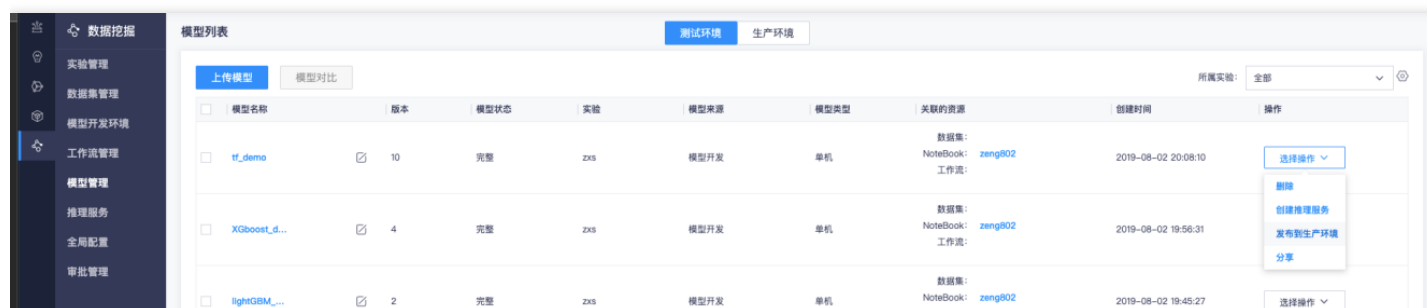 数据挖掘
实验管理
数据集管理
模型开发环境
工作流管理
模型管理
推理服务
全局配置
审批管理
模型列表
测试环境 生产环境
上传模型 模型对比 所属实验: 全部
模型名称 版本 模型状态 实验 模型来源 模型类型 关联的资源 创建时间 操作
数据集:
tf_demo 10 完整 zxs 模型开发 单机 NoteBook: zeng802 2019-08-02 20:08:10 选择操作
工作流:
删除
创建推理服务
发布到生产环境
分享
数据集:
XGboost_d... 4 完整 zxs 模型开发 单机 NoteBook: zeng802 2019-08-02 19:56:31
工作流:
数据集:
lightGBM_... 2 完整 zxs 模型开发 单机 NoteBook: zeng802 2019-08-02 19:45:27 选择操作